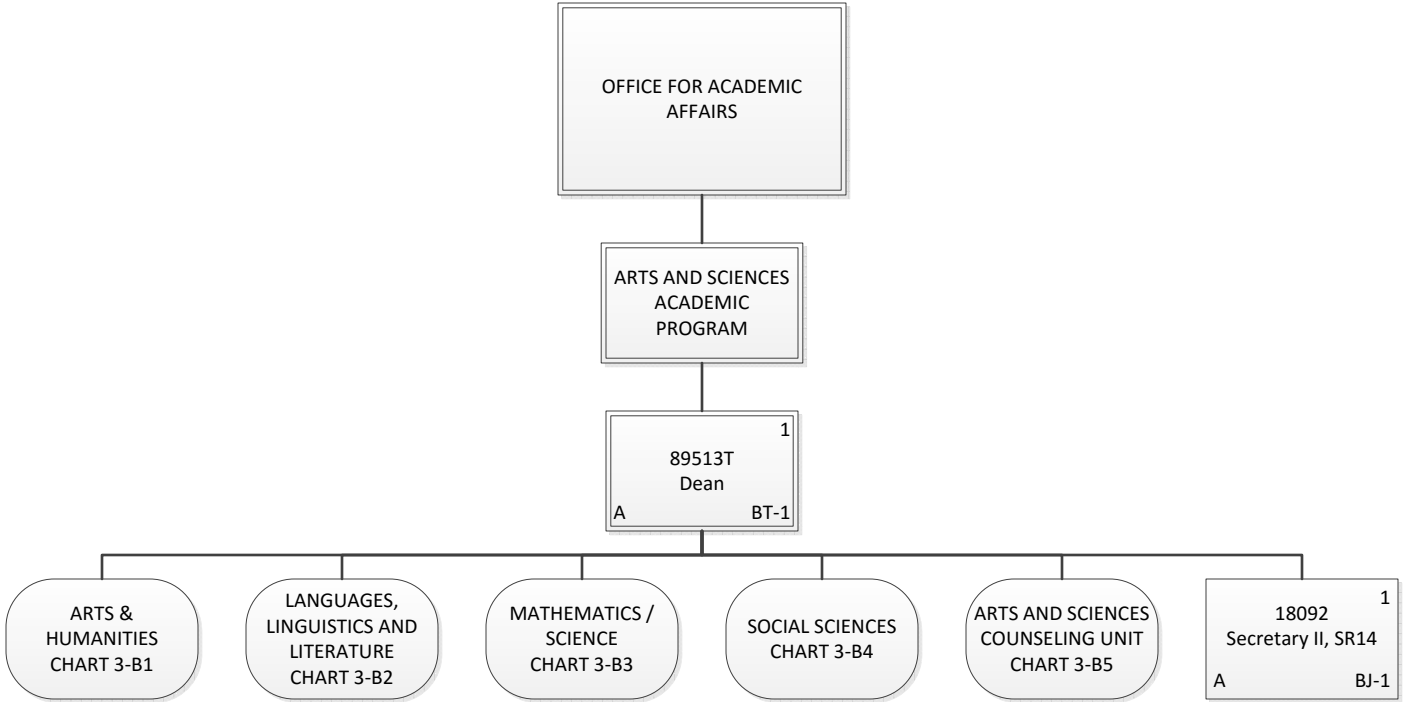 OFFICE FOR ACADEMIC
AFFAIRS
ARTS AND SCIENCES
ACADEMIC
PROGRAM
1
89513T
Dean
A BT-1
ARTS &
HUMANITIES
CHART 3-B1
LANGUAGES,
LINGUISTICS AND
LITERATURE
CHART 3-B2
MATHEMATICS /
SCIENCE
CHART 3-B3
SOCIAL SCIENCES
CHART 3-B4
ARTS AND SCIENCES
COUNSELING UNIT
CHART 3-B5
1
18092
Secretary II, SR14
A BJ-1